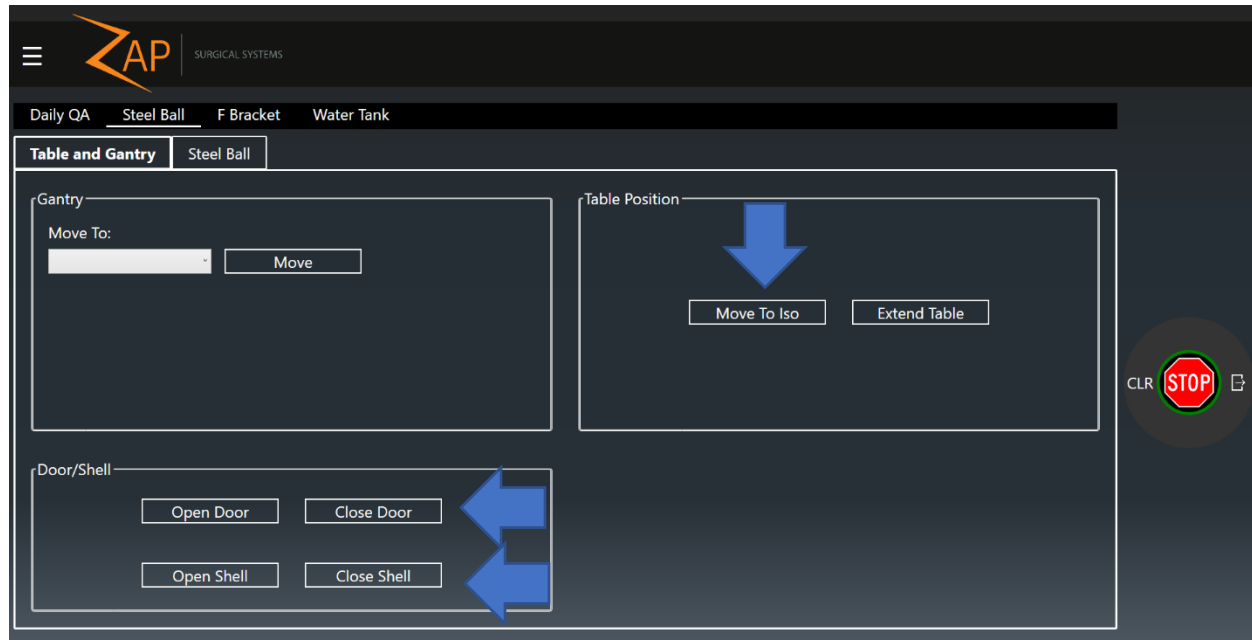 ZAP SURGICAL SYSTEMS
Daily QA Steel Ball F Bracket Water Tank
Table and Gantry Steel Ball
Gantry
Move To:
Move
Table Position
Move To Iso Extend Table
CLR STOP
Door/Shell
Open Door Close Door
Open Shell Close Shell